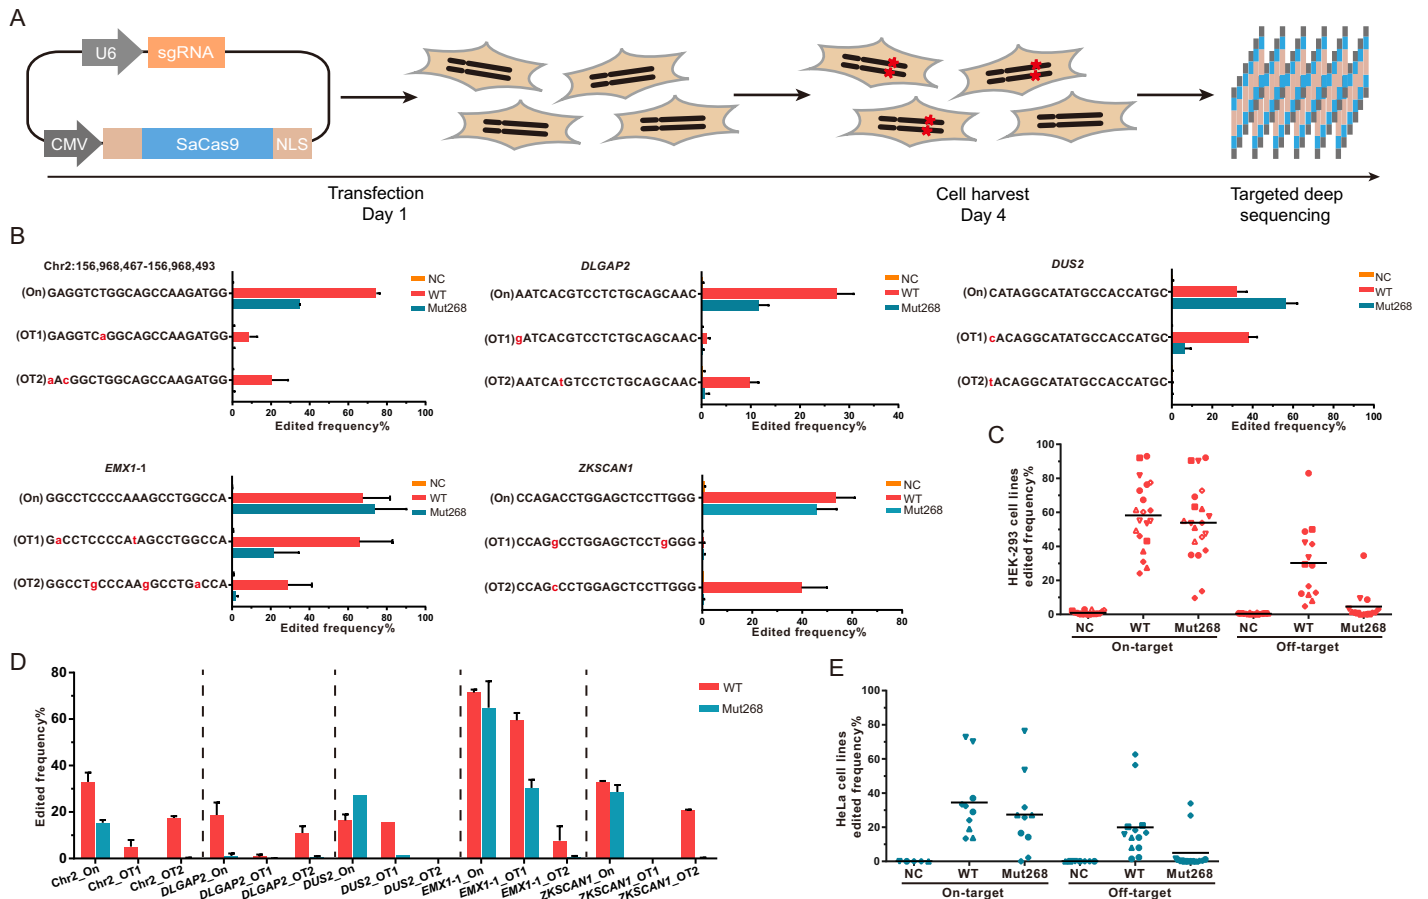 A
U6
sgRNA
CMV
SaCas9
NLS
Transfection
Day 1
Cell harvest
Day 4
Targeted deep
sequencing
B
Chr2:156,968,467-156,968,493
NC
WT
Mut268
(On)GAGGTCTGGCAGCCAAGATGG
(OT1)GAGGTCaGGCAGCCAAGATGG
(OT2)aAcGGCTGGCAGCCAAGATGG
0 20 40 60 80 100
Edited frequency%
DLGAP2
NC
WT
Mut268
(On)AATCACGTCCTCTGCAGCAAC
(OT1)gATCACGTCCTCTGCAGCAAC
(OT2)AATCAtGTCCTCTGCAGCAAC
0 10 20 30 40
Edited frequency%
DUS2
NC
WT
Mut268
(On)CATAGGCATATGCCACCATGC
(OT1)cACAGGCATATGCCACCATGC
(OT2)tACAGGCATATGCCACCATGC
0 20 40 60 80 100
Edited frequency%
EMX1-1
NC
WT
Mut268
(On)GGCCTCCCCAAAGCCTGGCCA
(OT1)GaCCTCCCCAtAGCCTGGCCA
(OT2)GGCCTgCCCAAgGCCTGaCCA
0 20 40 60 80 100
Edited frequency%
ZKSCAN1
NC
WT
Mut268
(On)CCAGACCTGGAGCTCCTTGGG
(OT1)CCAGgCCTGGAGCTCCTgGGG
(OT2)CCAGcCCTGGAGCTCCTTGGG
0 20 40 60 80
Edited frequency%
C
HEK-293 cell lines
edited frequency%
100
80
60
40
20
0
NC WT Mut268 NC WT Mut268
On-target Off-target
D
Edited frequency%
80
60
40
20
0
WT
Mut268
Chr2_On
Chr2_OT1
Chr2_OT2
DLGAP2_On
DLGAP2_OT1
DLGAP2_OT2
DUS2_On
DUS2_OT1
DUS2_OT2
EMX1-1_On
EMX1-1_OT1
EMX1-1_OT2
ZKSCAN1_On
ZKSCAN1_OT1
ZKSCAN1_OT2
E
HeLa cell lines
edited frequency%
100
80
60
40
20
0
NC WT Mut268 NC WT Mut268
On-target Off-target